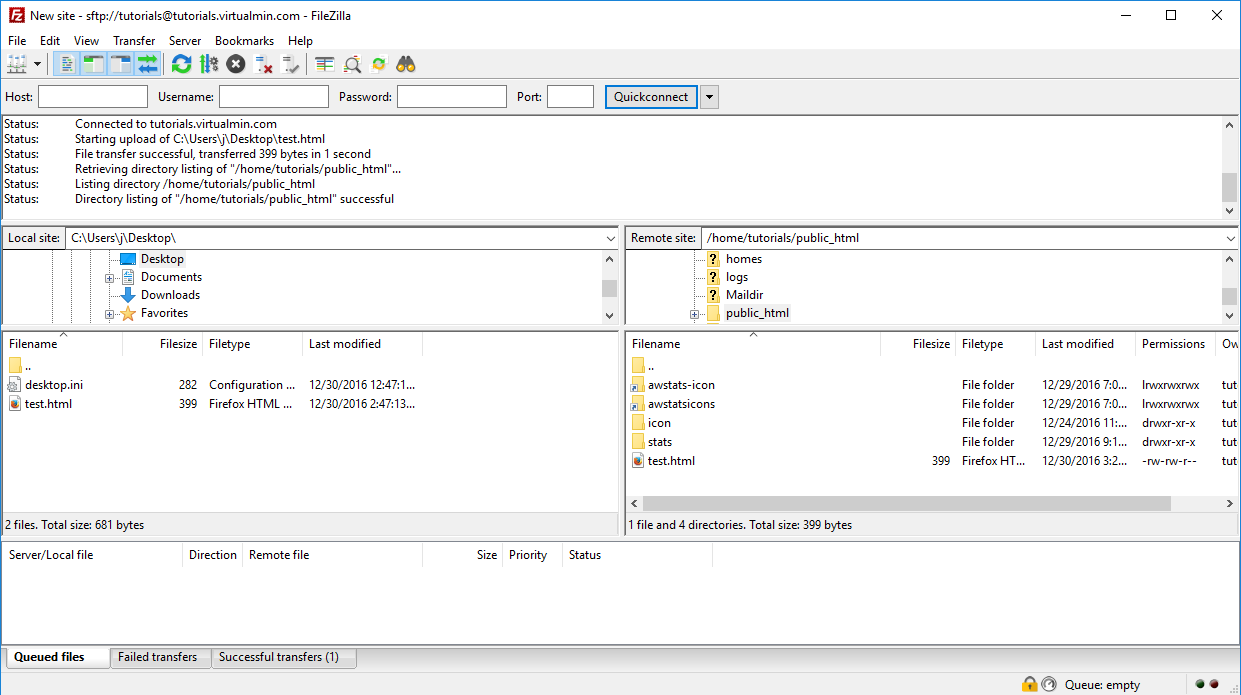 New site - sftp://tutorials@tutorials.virtualmin.com - FileZilla
File Edit View Transfer Server Bookmarks Help
Host: Username: Password: Port: Quickconnect
Status: Connected to tutorials.virtualmin.com
Status: Starting upload of C:\Users\j\Desktop\test.html
Status: File transfer successful, transferred 399 bytes in 1 second
Status: Retrieving directory listing of "/home/tutorials/public_html"...
Status: Listing directory /home/tutorials/public_html
Status: Directory listing of "/home/tutorials/public_html" successful
Local site: C:\Users\j\Desktop\
Desktop
Documents
Downloads
Favorites
Filename Filesize Filetype Last modified
..
desktop.ini 282 Configuration ... 12/30/2016 12:47:1...
test.html 399 Firefox HTML ... 12/30/2016 2:47:13...
2 files. Total size: 681 bytes
Remote site: /home/tutorials/public_html
homes
logs
Maildir
public_html
Filename Filesize Filetype Last modified Permissions Ow
..
awstats-icon File folder 12/29/2016 7:0... lrwxrwxrwx tut
awstatsicons File folder 12/29/2016 7:0... lrwxrwxrwx tut
icon File folder 12/24/2016 11:... drwxr-xr-x tut
stats File folder 12/29/2016 9:1... drwxr-xr-x tut
test.html 399 Firefox HT... 12/30/2016 3:2... -rw-rw-r-- tut
1 file and 4 directories. Total size: 399 bytes
Server/Local file Direction Remote file Size Priority Status
Queued files Failed transfers Successful transfers (1)
Queue: empty